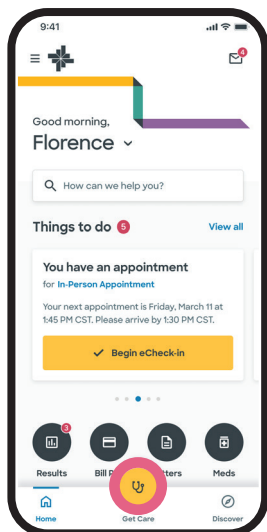 9:41
4
Good morning,
Florence
How can we help you?
Things to do 5 View all
You have an appointment
for In-Person Appointment
Your next appointment is Friday, March 11 at
1:45 PM CST. Please arrive by 1:30 PM CST.
Begin eCheck-in
3
Results Bill Meds
Home Get Care Discover